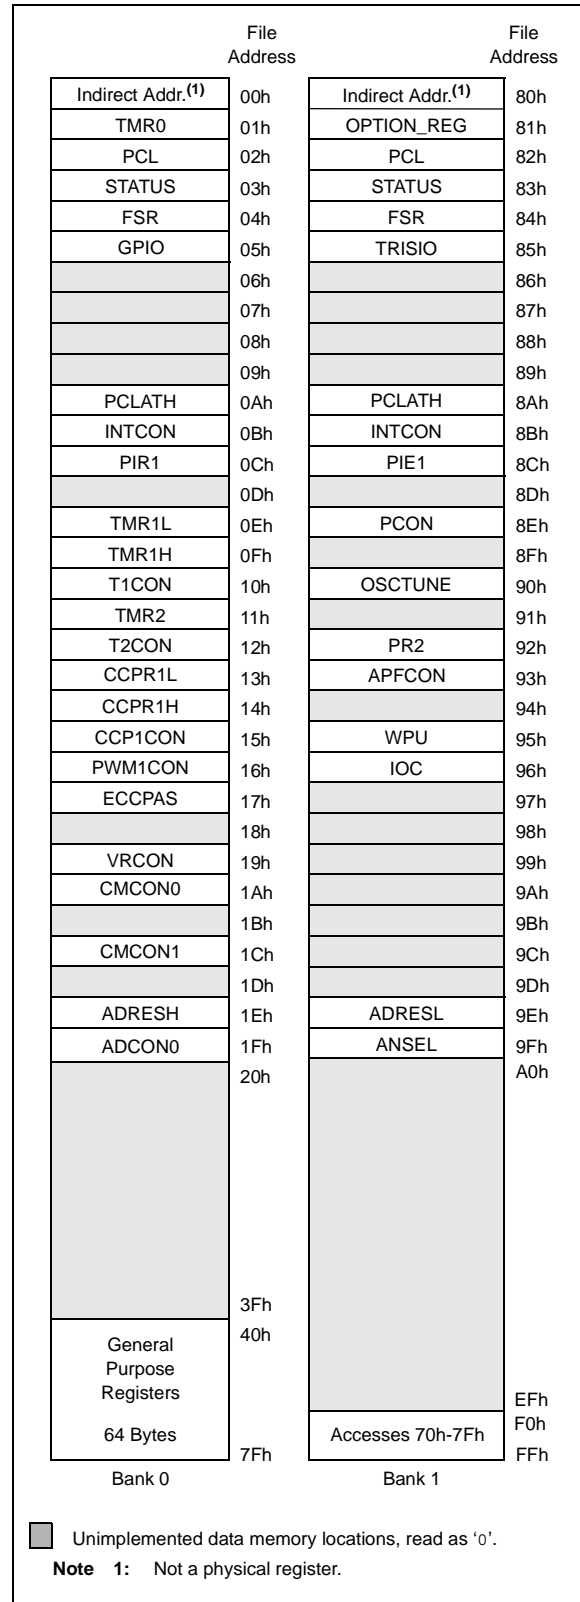 File Address File Address
Indirect Addr.(1) 00h Indirect Addr.(1) 80h
TMR0 01h OPTION_REG 81h
PCL 02h PCL 82h
STATUS 03h STATUS 83h
FSR 04h FSR 84h
GPIO 05h TRISIO 85h
06h 86h
07h 87h
08h 88h
09h 89h
PCLATH 0Ah PCLATH 8Ah
INTCON 0Bh INTCON 8Bh
PIR1 0Ch PIE1 8Ch
0Dh 8Dh
TMR1L 0Eh PCON 8Eh
TMR1H 0Fh 8Fh
T1CON 10h OSCTUNE 90h
TMR2 11h 91h
T2CON 12h PR2 92h
CCPR1L 13h APFCON 93h
CCPR1H 14h 94h
CCP1CON 15h WPU 95h
PWM1CON 16h IOC 96h
ECCPAS 17h 97h
18h 98h
VRCON 19h 99h
CMCON0 1Ah 9Ah
1Bh 9Bh
CMCON1 1Ch 9Ch
1Dh 9Dh
ADRESH 1Eh ADRESL 9Eh
ADCON0 1Fh ANSEL 9Fh
20h A0h
3Fh
40h
General
Purpose
Registers
EFh
64 Bytes Accesses 70h-7Fh F0h
7Fh FFh
Bank 0 Bank 1
Unimplemented data memory locations, read as ‘0’.
Note 1: Not a physical register.